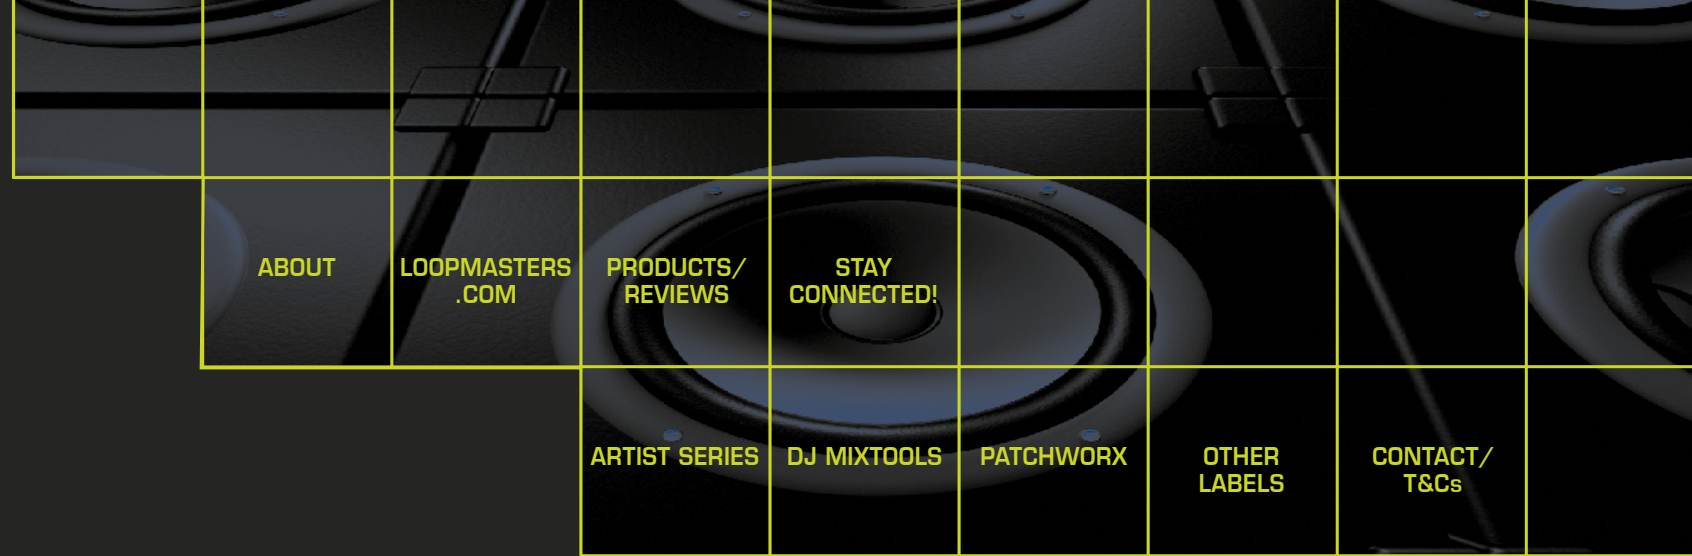 ABOUT
LOOPMASTERS
.COM
PRODUCTS/
REVIEWS
STAY
CONNECTED!
ARTIST SERIES
DJ MIXTOOLS
PATCHWORX
OTHER
LABELS
CONTACT/
T&Cs